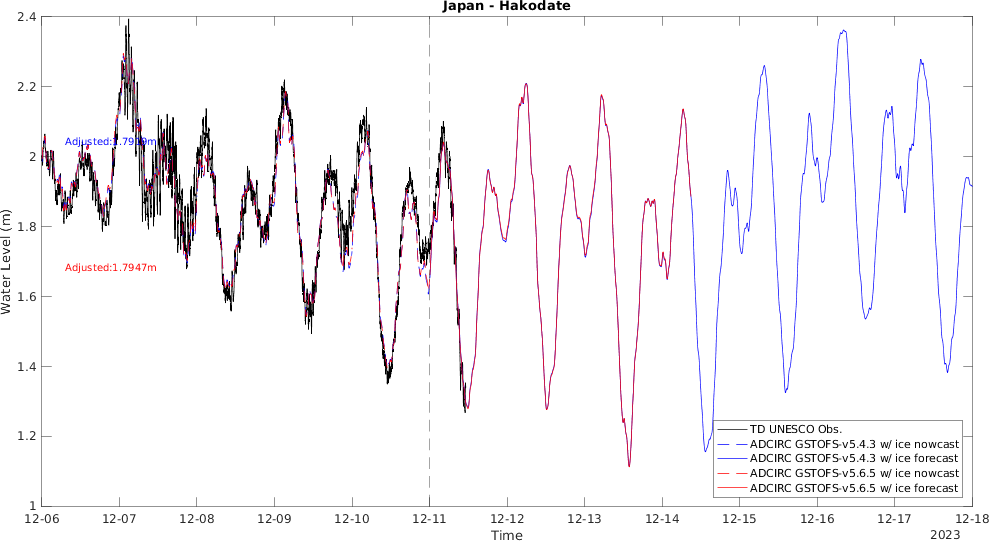 Japan - Hakodate
2.4
2.2
2
1.8
1.6
1.4
1.2
1
Water Level (m)
Adjusted:1.7947m
TD UNESCO Obs.
ADCIRC GSTOFS-v5.4.3 w/ ice nowcast
ADCIRC GSTOFS-v5.4.3 w/ ice forecast
ADCIRC GSTOFS-v5.6.5 w/ ice nowcast
ADCIRC GSTOFS-v5.6.5 w/ ice forecast
12-06 12-07 12-08 12-09 12-10 12-11 12-12 12-13 12-14 12-15 12-16 12-17 12-18
Time
2023